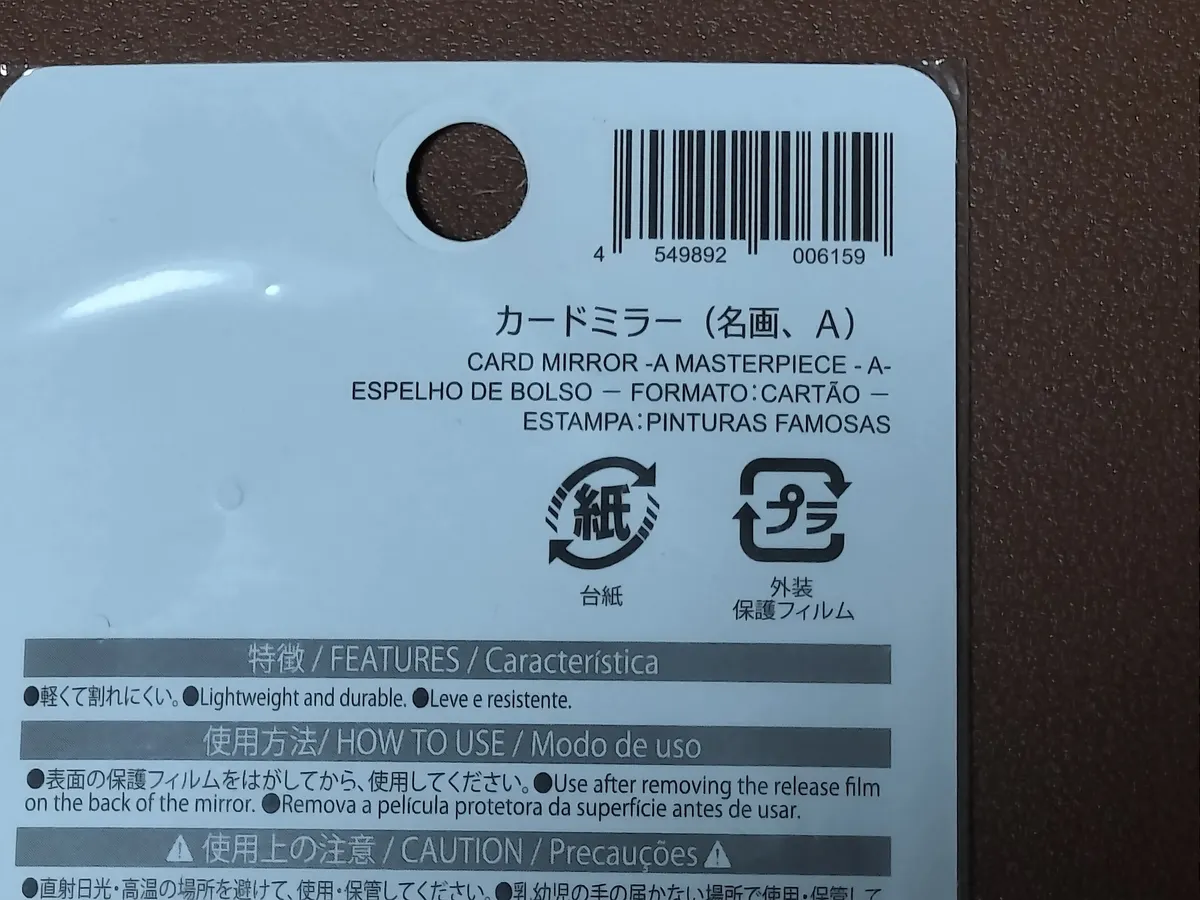 4 549892 006159
カードミラー（名画、A）
CARD MIRROR -A MASTERPIECE - A-
ESPELHO DE BOLSO － FORMATO：CARTÃO －
ESTAMPA：PINTURAS FAMOSAS
紙
プラ
台紙
外装
保護フィルム
特徴 / FEATURES / Característica
●軽くて割れにくい。●Lightweight and durable. ●Leve e resistente.
使用方法/ HOW TO USE / Modo de uso
●表面の保護フィルムをはがしてから、使用してください。●Use after removing the release film
on the back of the mirror. ●Remova a película protetora da superfície antes de usar.
⚠ 使用上の注意 / CAUTION / Precauções ⚠
●直射日光・高温の場所を避けて、使用・保管してください。●乳幼児の手の届かない場所で使用・保管して